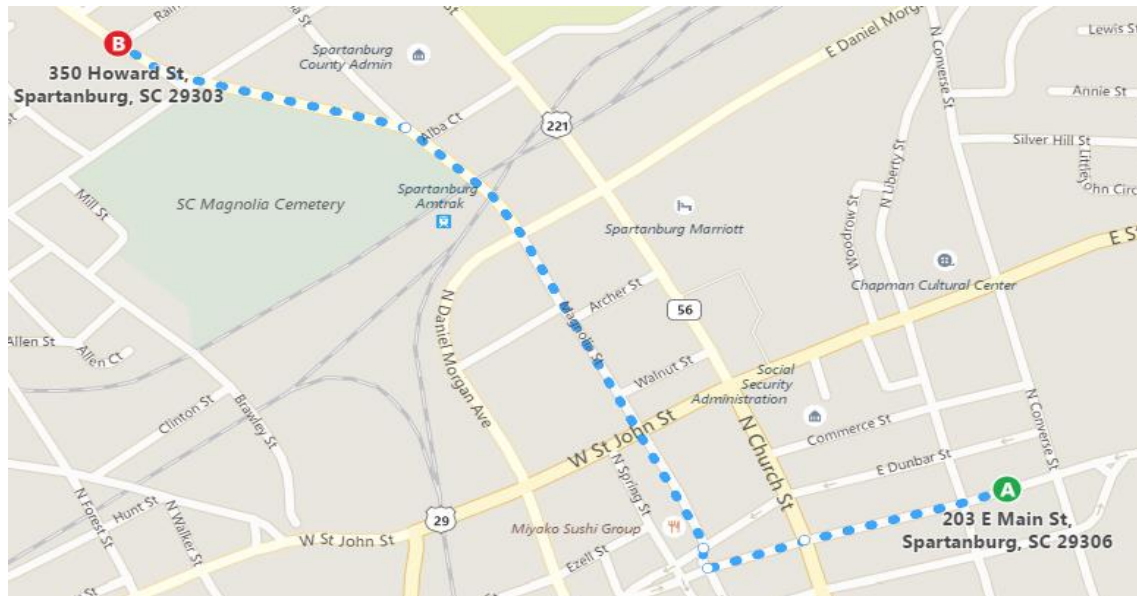 Rain
B
350 Howard St,
Spartanburg, SC 29303
Spartanburg
County Admin
St
Alba Ct
221
E Daniel Morgan
N Converse St
Lewis St
Annie St
Silver Hill St
Littlejohn Circ
N Liberty St
Woodrow St
Mill St
SC Magnolia Cemetery
Spartanburg
Amtrak
Spartanburg Marriott
Chapman Cultural Center
E S
Archer St
Magnolia St
56
N Daniel Morgan Ave
Walnut St
Social
Security
Administration
Allen St
Allen Ct
Clinton St
Brawley St
W St John St
N Church St
Commerce St
N Converse St
E Dunbar St
N Spring St
A
203 E Main St,
Spartanburg, SC 29306
Hunt St
N Forest St
N Walker St
29
W St John St
Miyako Sushi Group
Ezell St